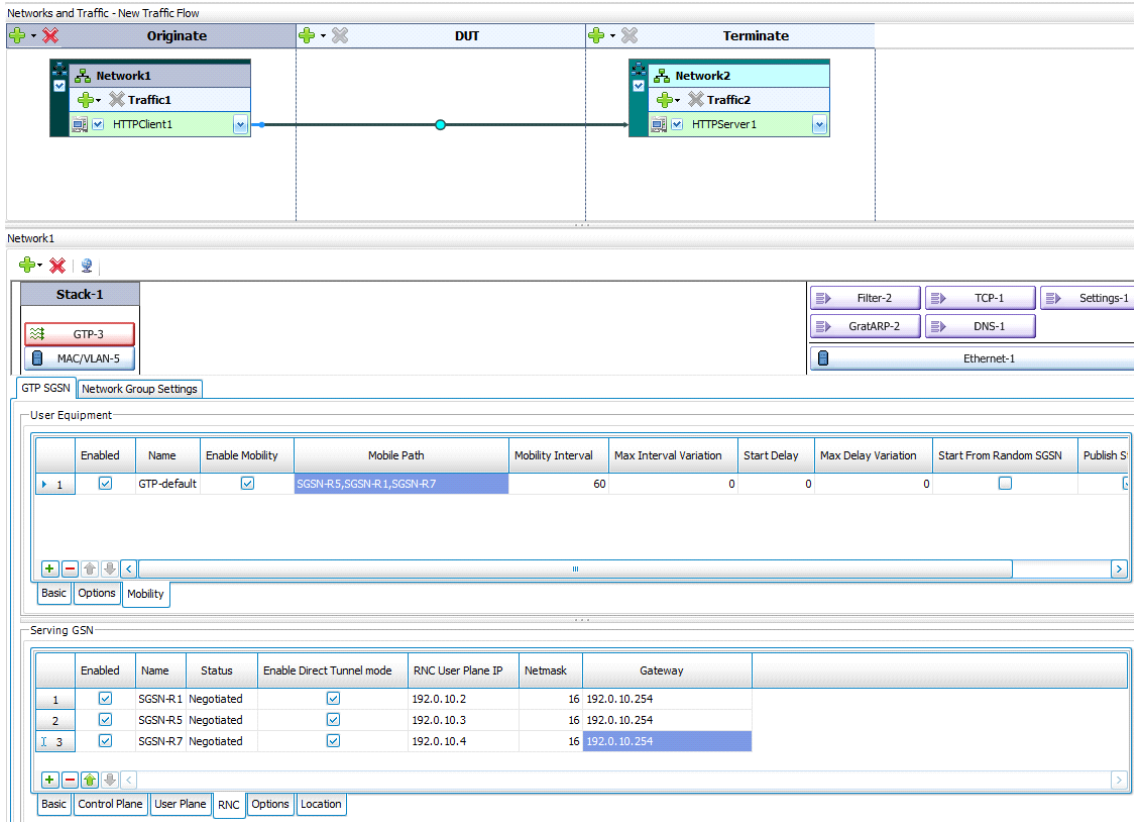 Networks and Traffic - New Traffic Flow
Originate DUT Terminate
Network1 Network2
Traffic1 Traffic2
HTTPClient1 HTTPServer1
Network1
Stack-1
GTP-3
MAC/VLAN-5
Filter-2 TCP-1 Settings-1
GratARP-2 DNS-1
Ethernet-1
GTP SGSN Network Group Settings
User Equipment
Enabled Name Enable Mobility Mobile Path Mobility Interval Max Interval Variation Start Delay Max Delay Variation Start From Random SGSN Publish S
1 GTP-default SGSN-R5,SGSN-R1,SGSN-R7 60 0 0 0
Basic Options Mobility
Serving GSN
Enabled Name Status Enable Direct Tunnel mode RNC User Plane IP Netmask Gateway
1 SGSN-R1 Negotiated 192.0.10.2 16 192.0.10.254
2 SGSN-R5 Negotiated 192.0.10.3 16 192.0.10.254
3 SGSN-R7 Negotiated 192.0.10.4 16 192.0.10.254
Basic Control Plane User Plane RNC Options Location